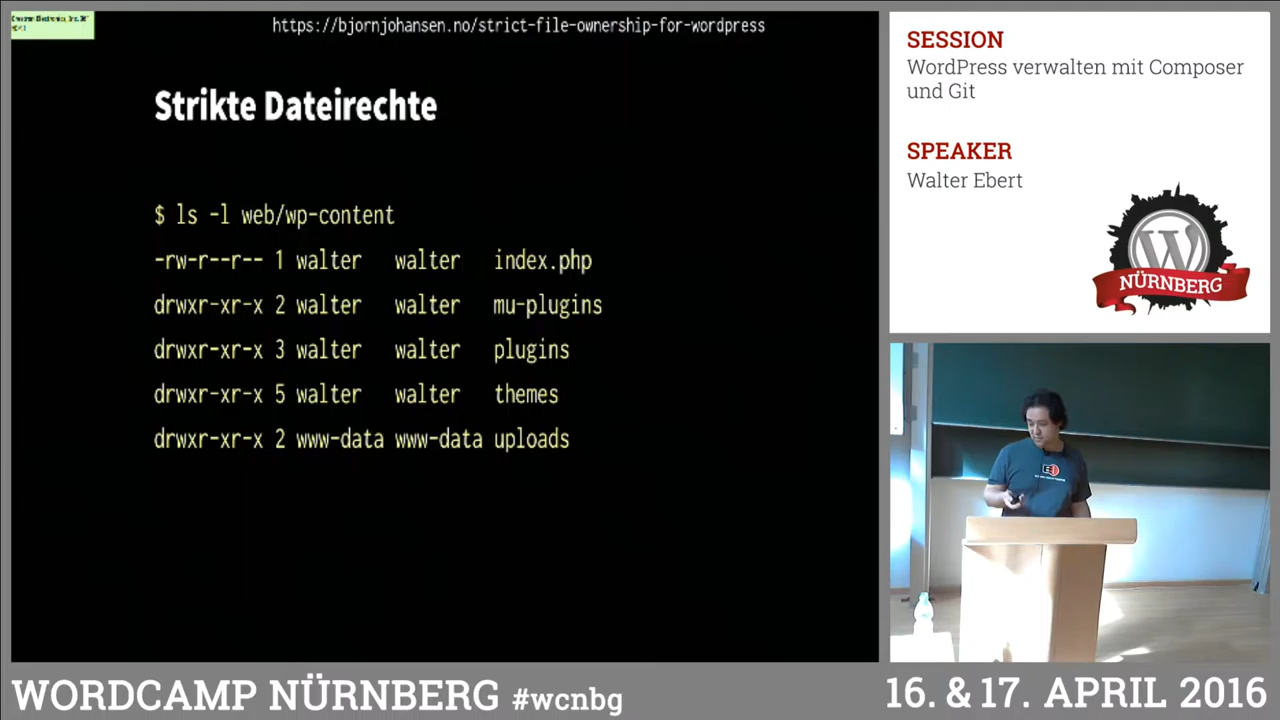 https://bjornjohansen.no/strict-file-ownership-for-wordpress
Strikte Dateirechte
$ ls -l web/wp-content
-rw-r--r-- 1 walter walter index.php
drwxr-xr-x 2 walter walter mu-plugins
drwxr-xr-x 3 walter walter plugins
drwxr-xr-x 5 walter walter themes
drwxr-xr-x 2 www-data www-data uploads
SESSION
WordPress verwalten mit Composer
und Git
SPEAKER
Walter Ebert
W
NÜRNBERG
WORDCAMP NÜRNBERG #wcnbg
16. & 17. APRIL 2016